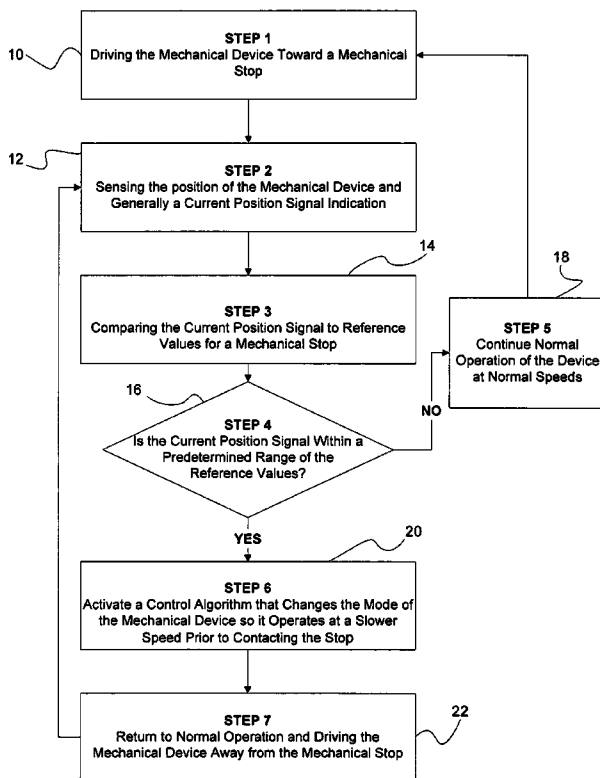 STEP 1
10
Driving the Mechanical Device Toward a Mechanical
Stop
12
STEP 2
Sensing the position of the Mechanical Device and
Generally a Current Position Signal Indication
14
18
STEP 3
Comparing the Current Position Signal to Reference
Values for a Mechanical Stop
STEP 5
Continue Normal
Operation of the Device
at Normal Speeds
16
STEP 4
Is the Current Position Signal Within a
Predetermined Range of the
Reference Values?
NO
YES
20
STEP 6
Activate a Control Algorithm that Changes the Mode of
the Mechanical Device so it Operates at a Slower
Speed Prior to Contacting the Stop
STEP 7
Return to Normal Operation and Driving the
Mechanical Device Away from the Mechanical Stop
22